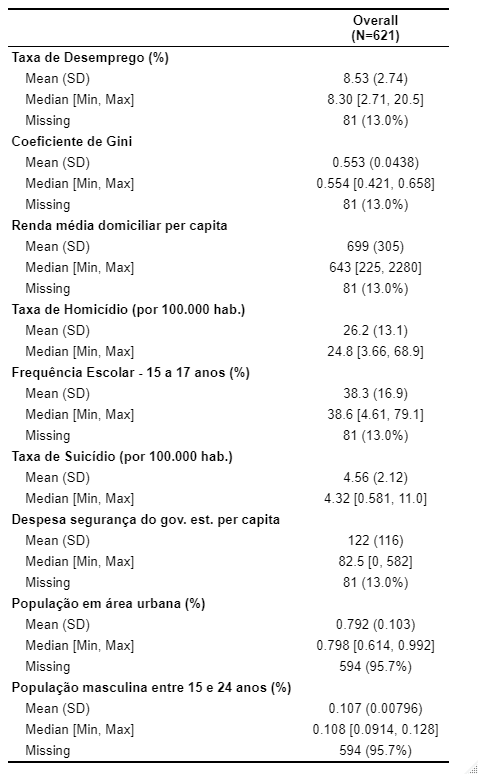 Overall
(N=621)
Taxa de Desemprego (%)
Mean (SD) 8.53 (2.74)
Median [Min, Max] 8.30 [2.71, 20.5]
Missing 81 (13.0%)
Coeficiente de Gini
Mean (SD) 0.553 (0.0438)
Median [Min, Max] 0.554 [0.421, 0.658]
Missing 81 (13.0%)
Renda média domiciliar per capita
Mean (SD) 699 (305)
Median [Min, Max] 643 [225, 2280]
Missing 81 (13.0%)
Taxa de Homicídio (por 100.000 hab.)
Mean (SD) 26.2 (13.1)
Median [Min, Max] 24.8 [3.66, 68.9]
Frequência Escolar - 15 a 17 anos (%)
Mean (SD) 38.3 (16.9)
Median [Min, Max] 38.6 [4.61, 79.1]
Missing 81 (13.0%)
Taxa de Suicídio (por 100.000 hab.)
Mean (SD) 4.56 (2.12)
Median [Min, Max] 4.32 [0.581, 11.0]
Despesa segurança do gov. est. per capita
Mean (SD) 122 (116)
Median [Min, Max] 82.5 [0, 582]
Missing 81 (13.0%)
População em área urbana (%)
Mean (SD) 0.792 (0.103)
Median [Min, Max] 0.798 [0.614, 0.992]
Missing 594 (95.7%)
População masculina entre 15 e 24 anos (%)
Mean (SD) 0.107 (0.00796)
Median [Min, Max] 0.108 [0.0914, 0.128]
Missing 594 (95.7%)